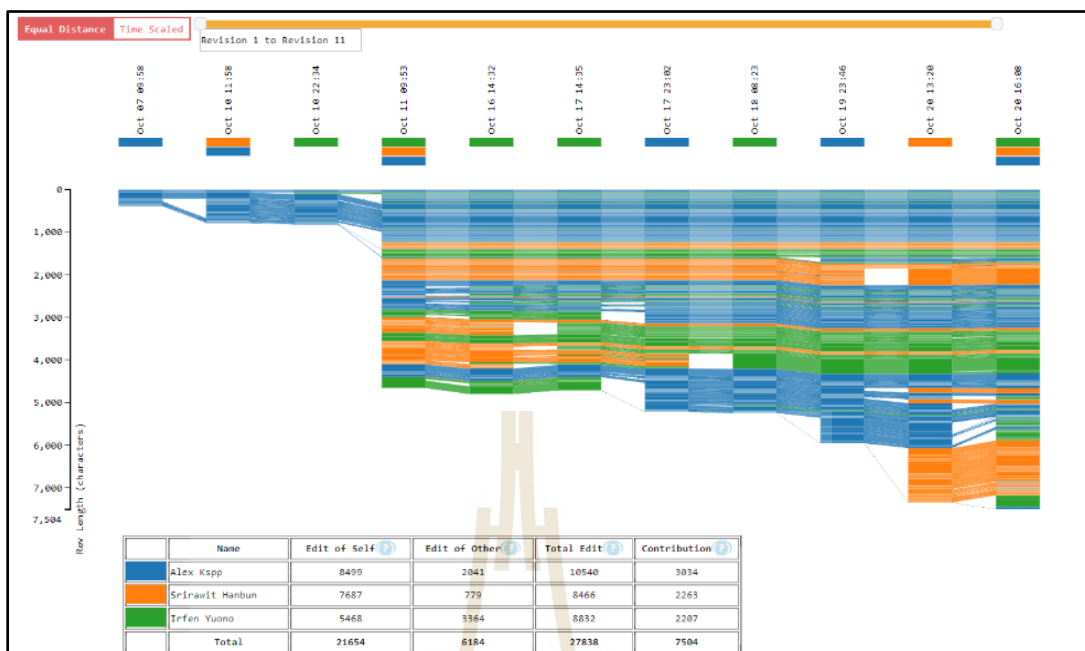 Equal Distance Time Scaled
Revision 1 to Revision 11
Oct 07 09:58
Oct 10 11:58
Oct 10 22:34
Oct 11 09:53
Oct 16 14:32
Oct 17 14:35
Oct 17 23:02
Oct 18 08:23
Oct 19 23:46
Oct 20 13:20
Oct 20 16:08
0
1,000
2,000
3,000
4,000
5,000
6,000
7,000
7,504
Rev Length (characters)
Name Edit of Self ? Edit of Other ? Total Edit ? Contribution ?
Alex Kspp 8499 2041 10540 3034
Srirawit Hanbun 7687 779 8466 2263
Irfen Yuono 5468 3364 8832 2207
Total 21654 6184 27838 7504